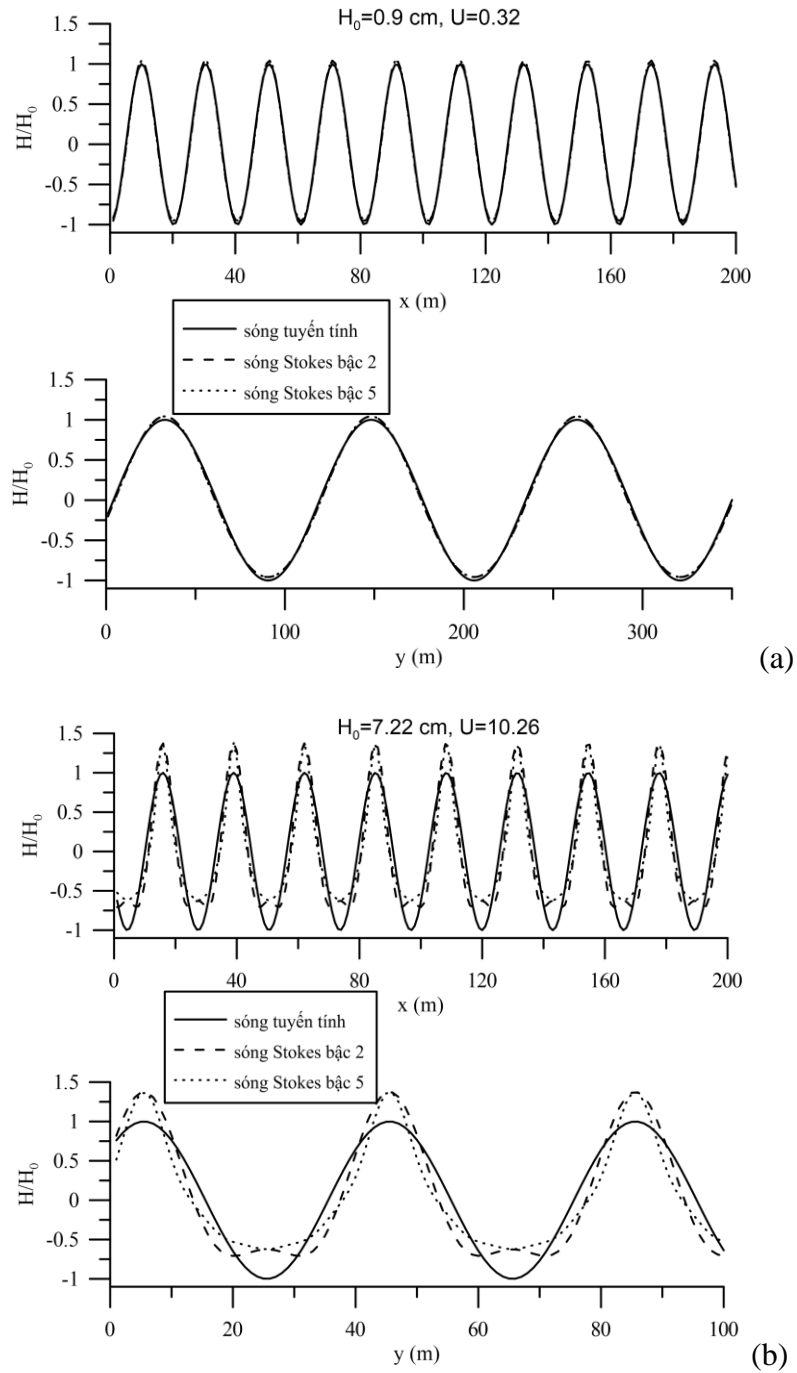 H₀=0.9 cm, U=0.32
1.5
1
0.5
0
-0.5
-1
H/H₀
0 40 80 120 160 200
x (m)
sóng tuyến tính
sóng Stokes bậc 2
sóng Stokes bậc 5
1.5
1
0.5
0
-0.5
-1
H/H₀
0 100 200 300
y (m)
(a)
H₀=7.22 cm, U=10.26
1.5
1
0.5
0
-0.5
-1
H/H₀
0 40 80 120 160 200
x (m)
sóng tuyến tính
sóng Stokes bậc 2
sóng Stokes bậc 5
1.5
1
0.5
0
-0.5
-1
H/H₀
0 20 40 60 80 100
y (m)
(b)